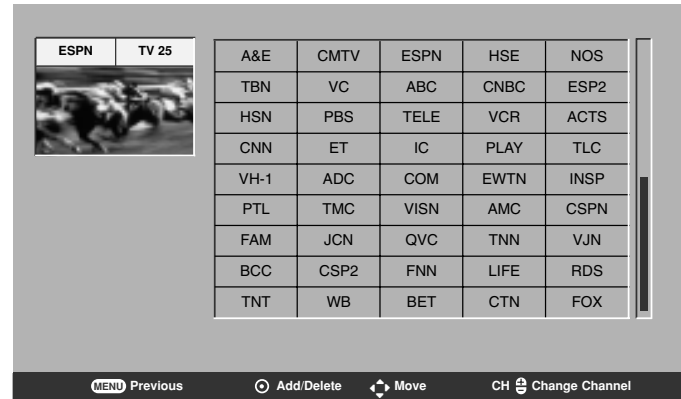 ESPN TV 25
A&E CMTV ESPN HSE NOS
TBN VC ABC CNBC ESP2
HSN PBS TELE VCR ACTS
CNN ET IC PLAY TLC
VH-1 ADC COM EWTN INSP
PTL TMC VISN AMC CSPN
FAM JCN QVC TNN VJN
BCC CSP2 FNN LIFE RDS
TNT WB BET CTN FOX
MENU Previous Add/Delete Move CH Change Channel